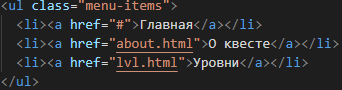 <ul class="menu-items">
<li><a href="#">Главная</a></li>
<li><a href="about.html">О квесте</a></li>
<li><a href="lvl.html">Уровни</a></li>
</ul>